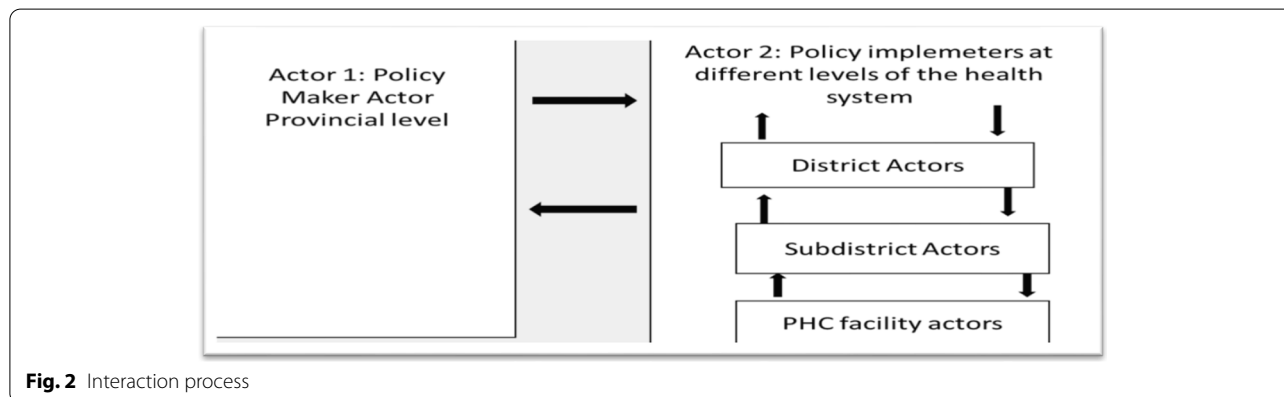 Actor 1: Policy
Maker Actor
Provincial level
Actor 2: Policy implemeters at
different levels of the health
system
District Actors
Subdistrict Actors
PHC facility actors
Fig. 2 Interaction process